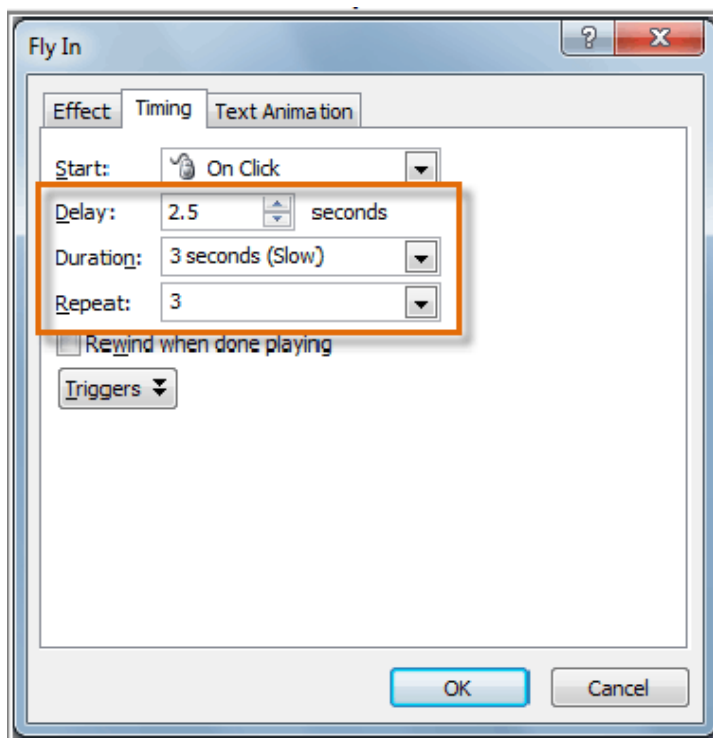 Fly In
Effect Timing Text Animation
Start: On Click
Delay: 2.5 seconds
Duration: 3 seconds (Slow)
Repeat: 3
Rewind when done playing
Triggers
OK Cancel